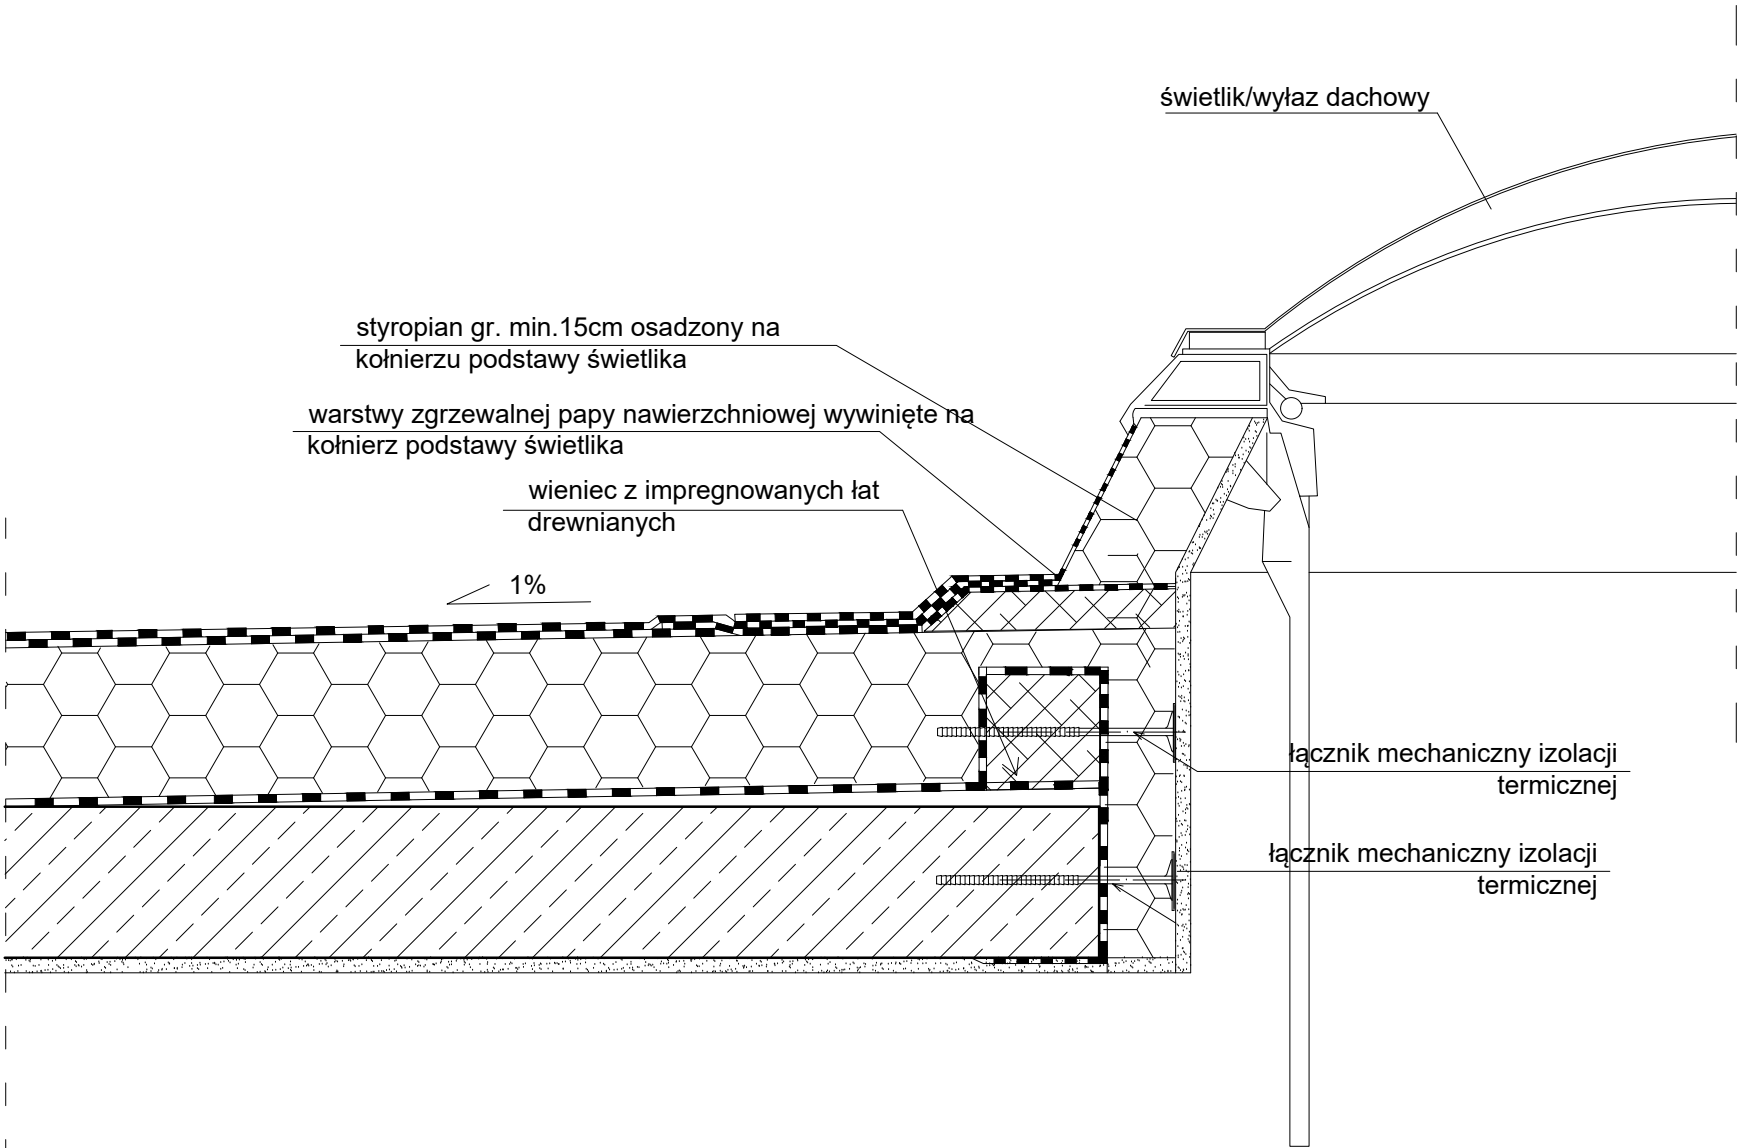 świetlik/wyłaz dachowy
styropian gr. min.15cm osadzony na
kołnierzu podstawy świetlika
warstwy zgrzewalnej papy nawierzchniowej wywinięte na
kołnierz podstawy świetlika
wieniec z impregnowanych łat
drewnianych
1%
łącznik mechaniczny izolacji
termicznej
łącznik mechaniczny izolacji
termicznej